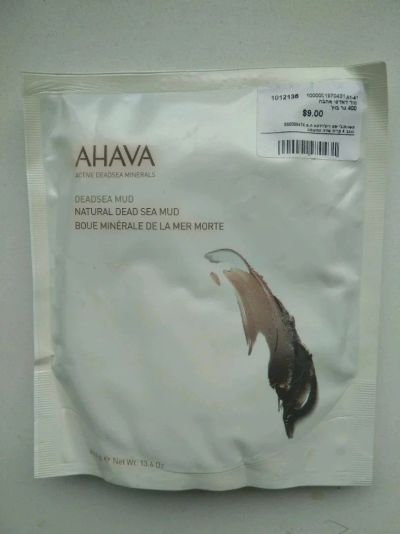 1012136
$9.00
AHAVA
ACTIVE DEADSEA MINERALS
DEADSEA MUD
NATURAL DEAD SEA MUD
BOUE MINÉRALE DE LA MER MORTE
g e Net Wt. 13.6 Oz